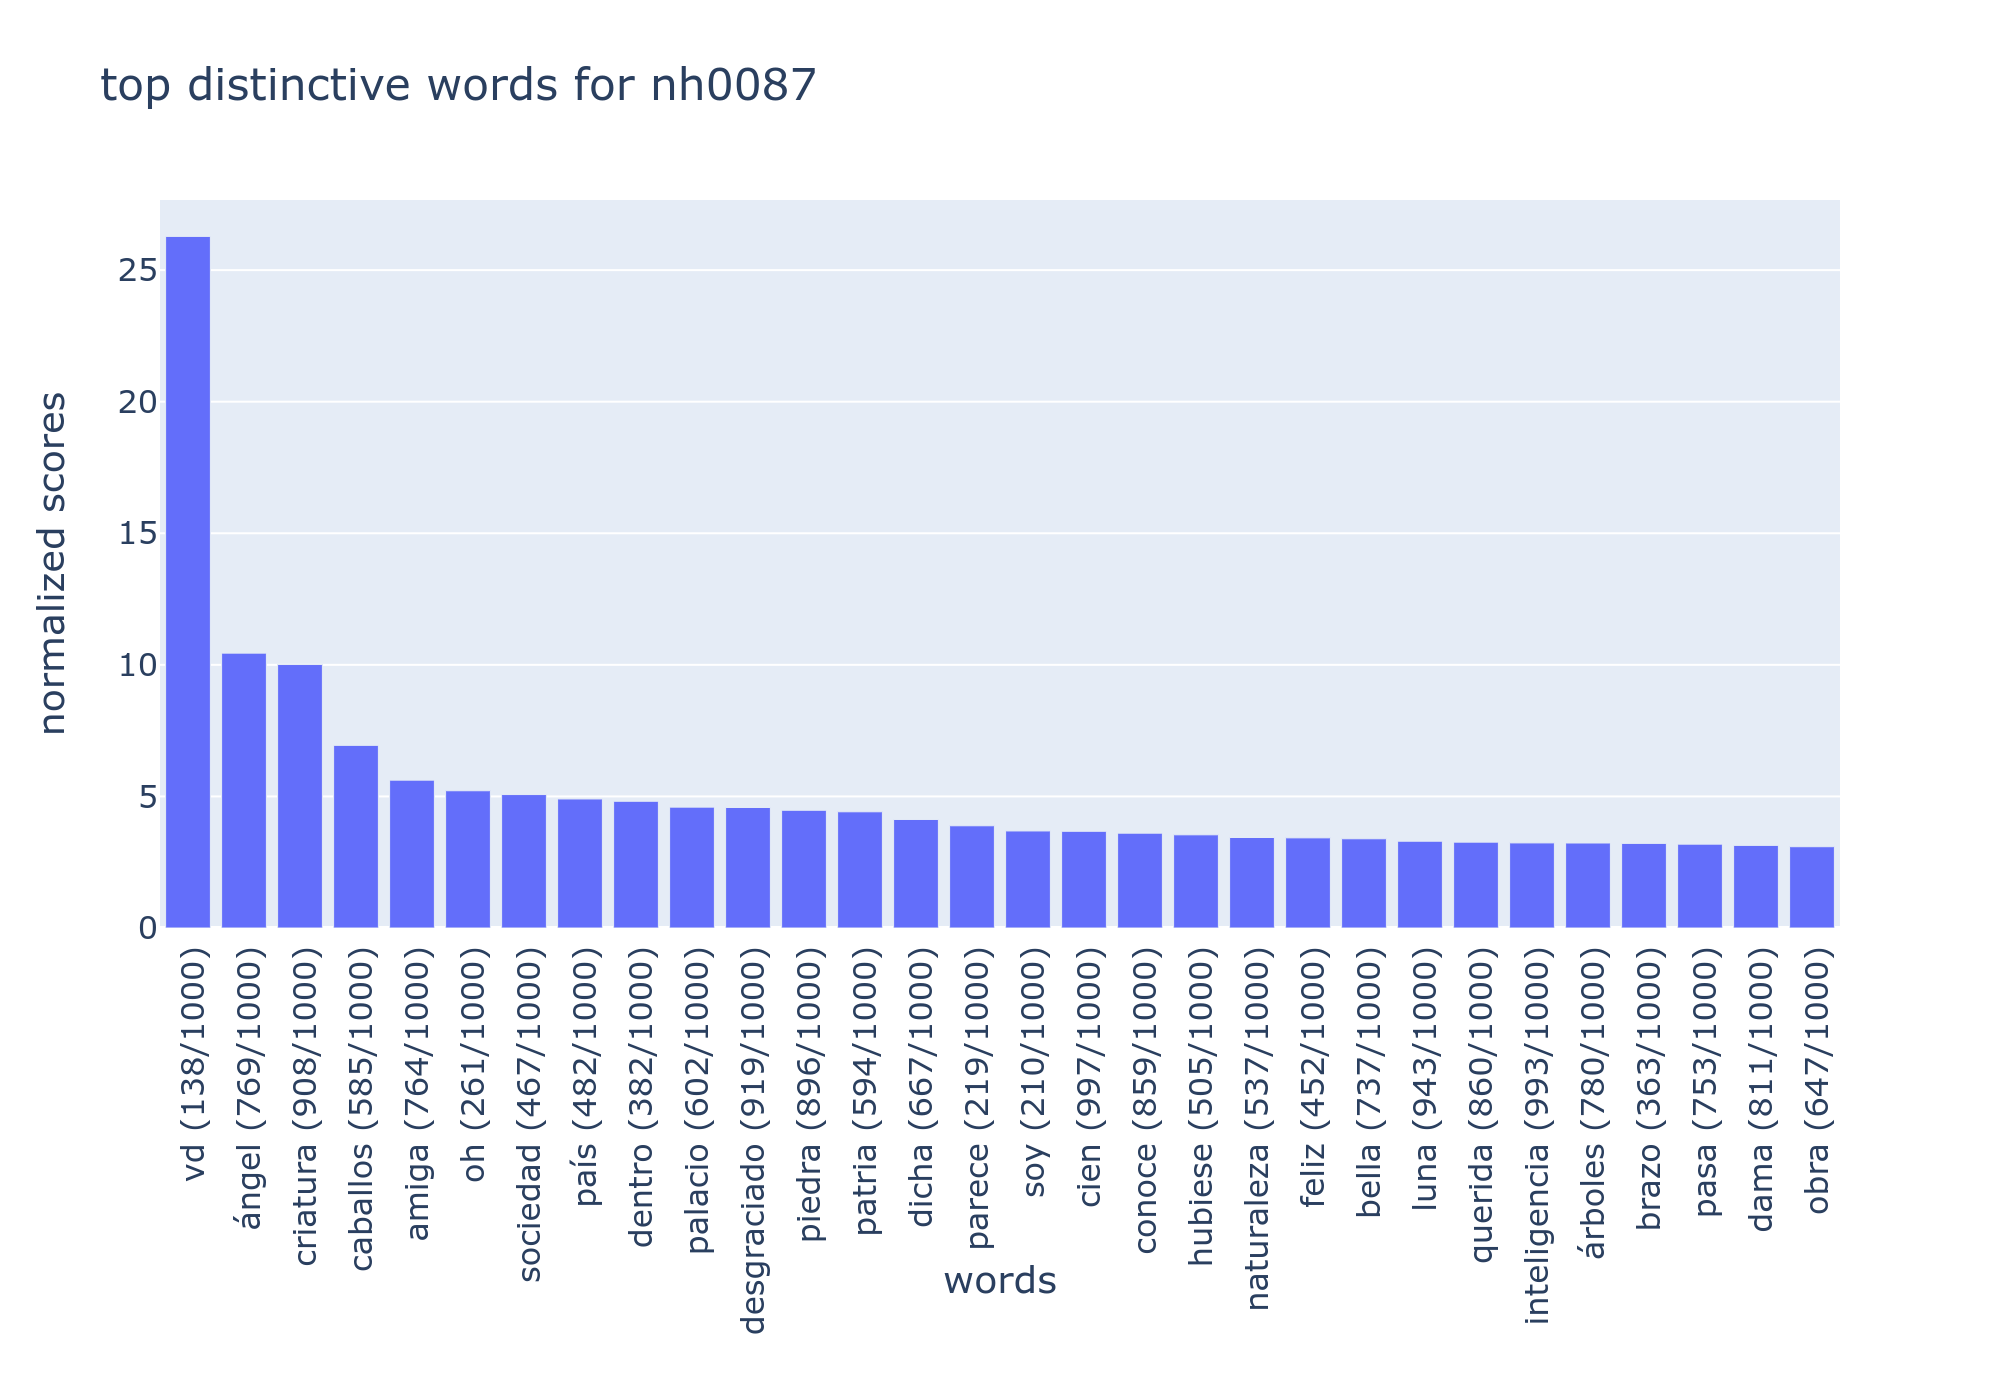 top distinctive words for nh0087
normalized scores
25
20
15
10
5
0
vd (138/1000)
ángel (769/1000)
criatura (908/1000)
caballos (585/1000)
amiga (764/1000)
oh (261/1000)
sociedad (467/1000)
país (482/1000)
dentro (382/1000)
palacio (602/1000)
desgraciado (919/1000)
piedra (896/1000)
patria (594/1000)
dicha (667/1000)
parece (219/1000)
soy (210/1000)
cien (997/1000)
conoce (859/1000)
hubiese (505/1000)
naturaleza (537/1000)
feliz (452/1000)
bella (737/1000)
luna (943/1000)
querida (860/1000)
inteligencia (993/1000)
árboles (780/1000)
brazo (363/1000)
pasa (753/1000)
dama (811/1000)
obra (647/1000)
words